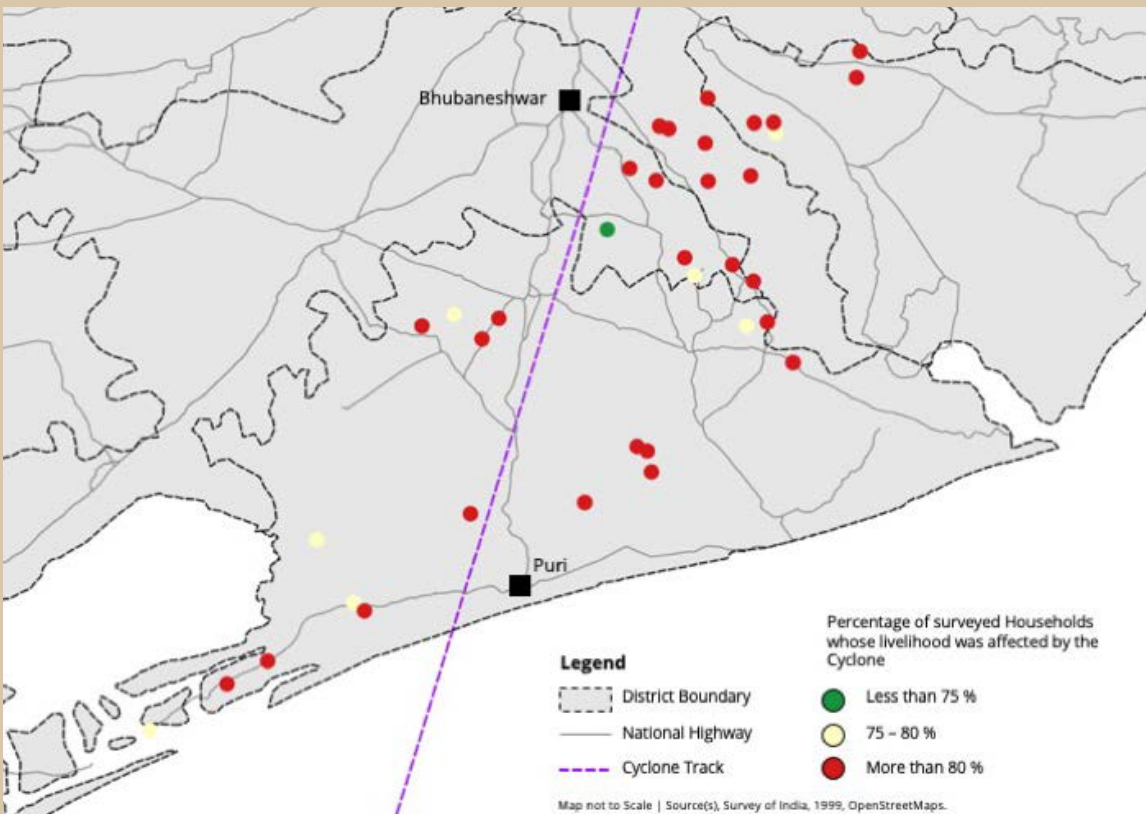 Bhubaneshwar
Puri
Legend
District Boundary
National Highway
Cyclone Track
Percentage of surveyed Households
whose livelihood was affected by the
Cyclone
Less than 75 %
75 – 80 %
More than 80 %
Map not to Scale | Source(s), Survey of India, 1999, OpenStreetMaps.